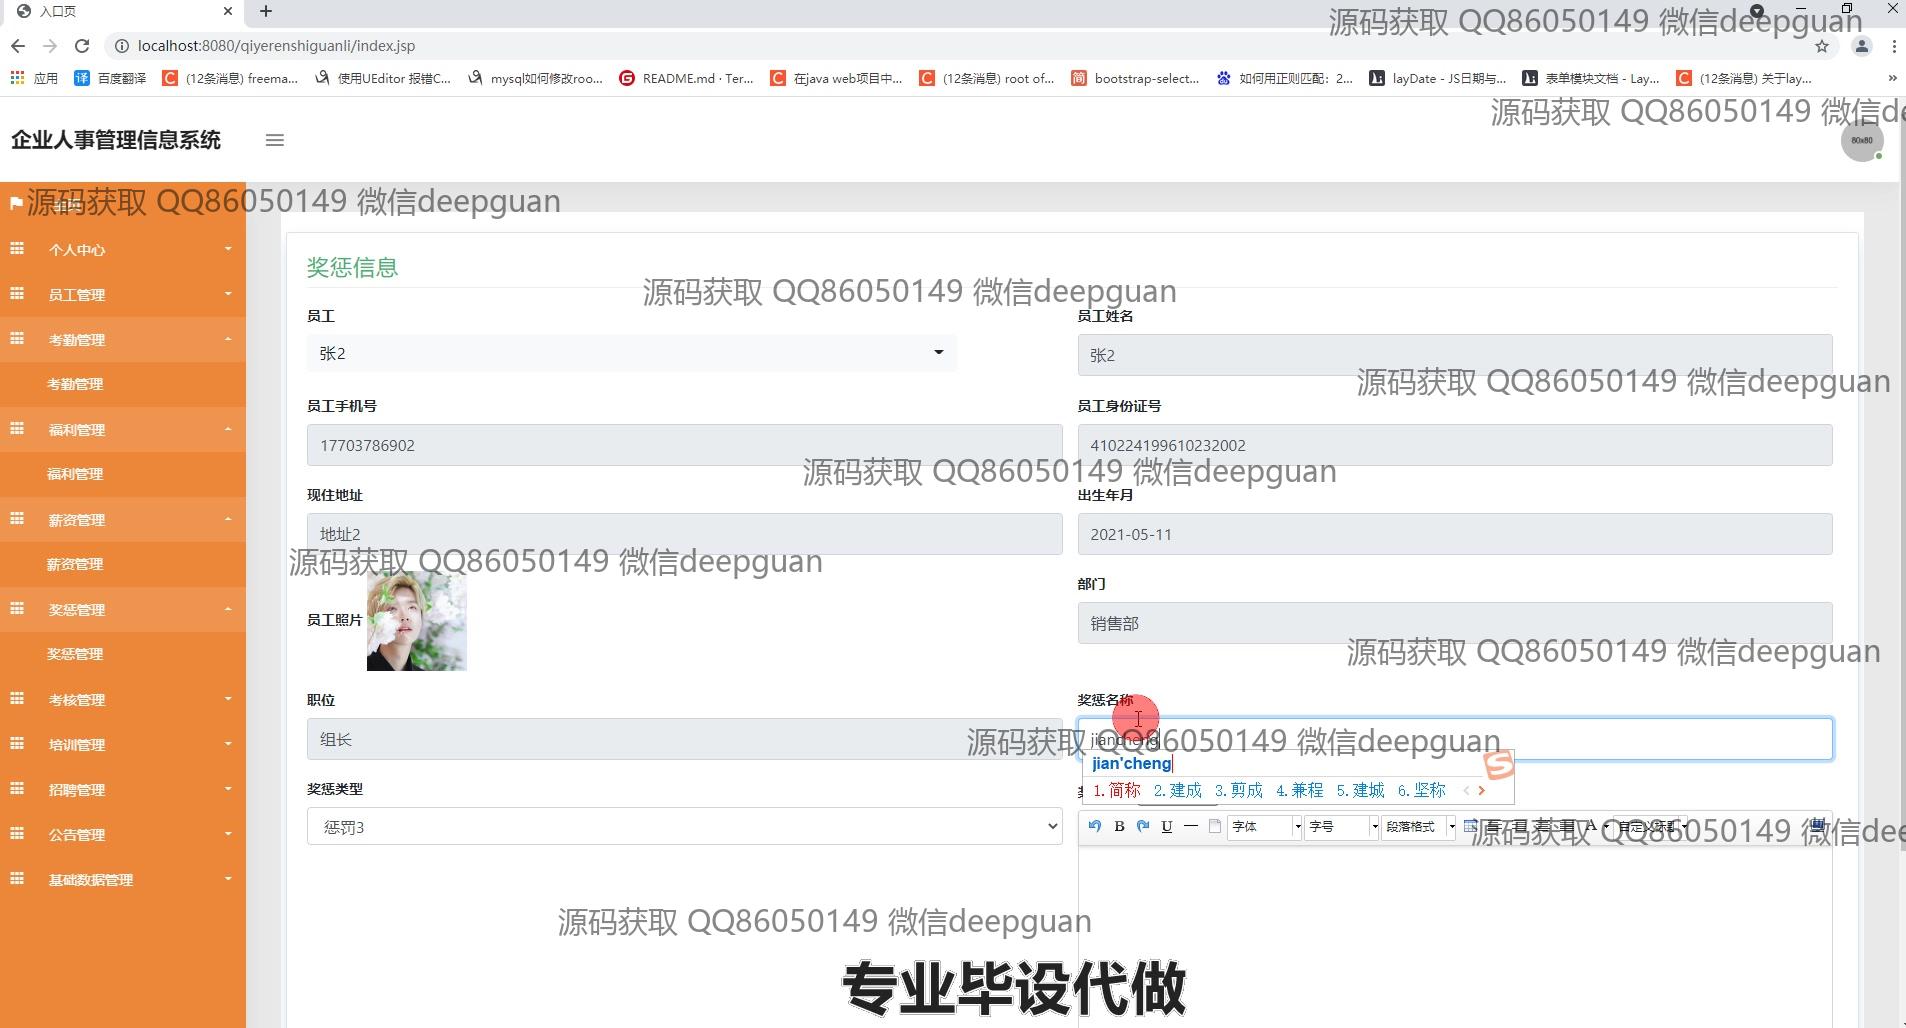 入口页
localhost:8080/qiyerenshiguanli/index.jsp
应用 百度翻译 (12条消息) freema... 使用UEditor 报错C... mysql如何修改roo... README.md · Ter... 在java web项目中... (12条消息) root of... bootstrap-select... 如何用正则匹配：2... layDate - JS日期与... 表单模块文档 - Lay... (12条消息) 关于lay...
源码获取 QQ86050149 微信deepguan
源码获取 QQ86050149 微信de
企业人事管理信息系统
80x80
源码获取 QQ86050149 微信deepguan
个人中心
员工管理
考勤管理
考勤管理
福利管理
福利管理
薪资管理
薪资管理
奖惩管理
奖惩管理
考核管理
培训管理
招聘管理
公告管理
基础数据管理
奖惩信息
源码获取 QQ86050149 微信deepguan
员工
张2
员工姓名
张2
源码获取 QQ86050149 微信deepguan
员工手机号
17703786902
员工身份证号
410224199610232002
源码获取 QQ86050149 微信deepguan
现住地址
地址2
出生年月
2021-05-11
源码获取 QQ86050149 微信deepguan
员工照片
部门
销售部
源码获取 QQ86050149 微信deepguan
职位
组长
奖惩名称
jiancheng
源码获取 QQ86050149 微信deepguan
jian'cheng
1.简称 2.建成 3.剪成 4.兼程 5.建城 6.坚称
奖惩类型
惩罚3
B U 字体 字号 段落格式 A 自定义标题
源码获取 QQ86050149 微信dee
源码获取 QQ86050149 微信deepguan
专业毕设代做